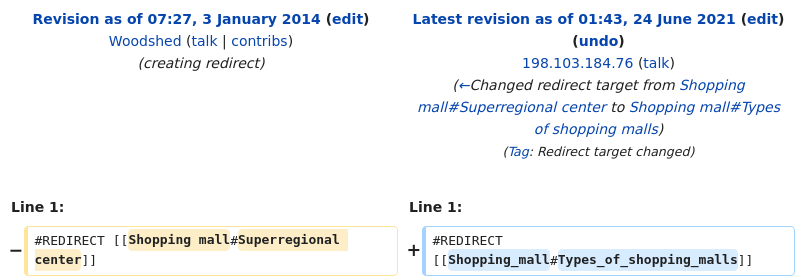 Revision as of 07:27, 3 January 2014 (edit)
Woodshed (talk | contribs)
(creating redirect)
Latest revision as of 01:43, 24 June 2021 (edit)
(undo)
198.103.184.76 (talk)
(←Changed redirect target from Shopping
mall#Superregional center to Shopping mall#Types
of shopping malls)
(Tag: Redirect target changed)
Line 1:
Line 1:
− #REDIRECT [[Shopping mall#Superregional
center]]
+ #REDIRECT
[[Shopping_mall#Types_of_shopping_malls]]